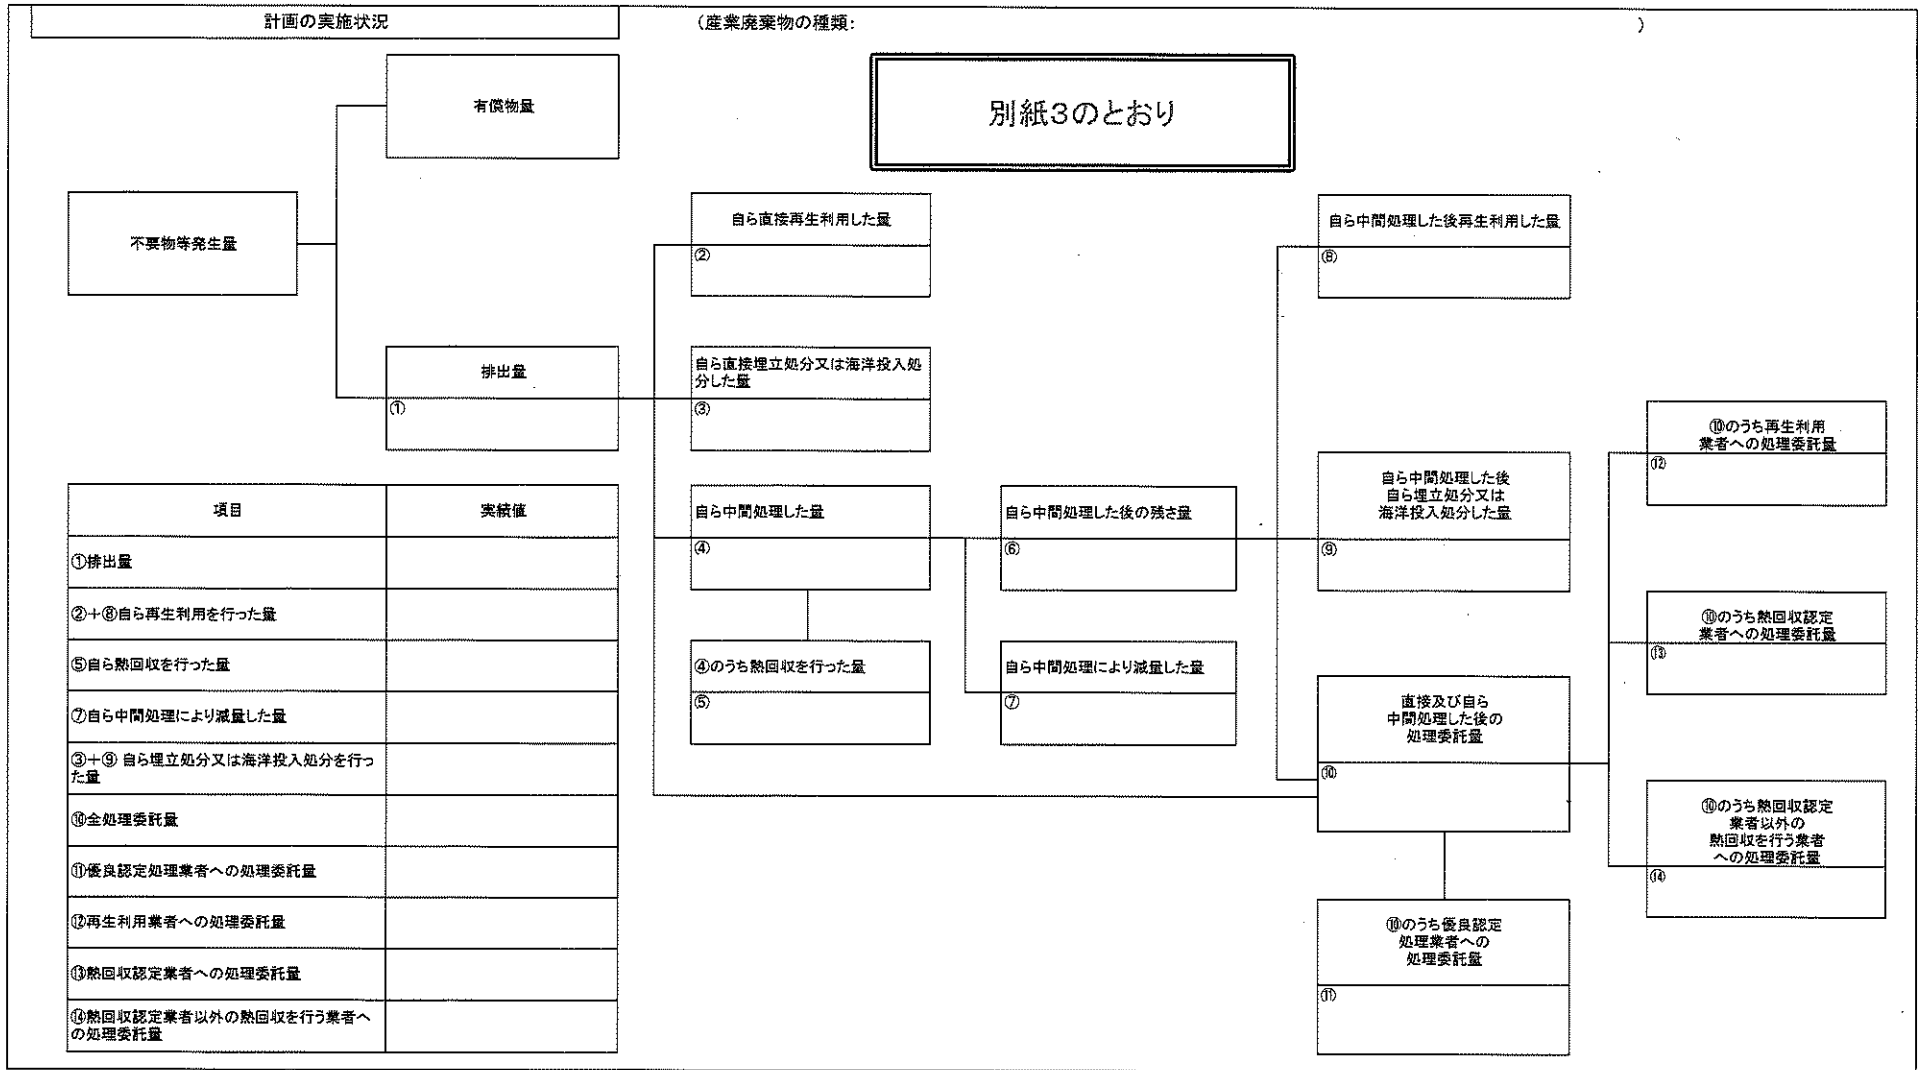 計画の実施状況
（産業廃棄物の種類： ）
有償物量
別紙３のとおり
不要物等発生量
自ら直接再生利用した量
②
自ら中間処理した後再生利用した量
⑧
排出量
①
自ら直接埋立処分又は海洋投入処
分した量
③
⑩のうち再生利用
業者への処理委託量
⑫
自ら中間処理した量
④
自ら中間処理した後の残さ量
⑥
自ら中間処理した後
自ら埋立処分又は
海洋投入処分した量
⑨
⑩のうち熱回収認定
業者への処理委託量
⑬
④のうち熱回収を行った量
⑤
自ら中間処理により減量した量
⑦
直接及び自ら
中間処理した後の
処理委託量
⑩
⑩のうち熱回収認定
業者以外の
熱回収を行う業者
への処理委託量
⑭
⑩のうち優良認定
処理業者への
処理委託量
⑪
項目 実績値
①排出量
②＋⑧自ら再生利用を行った量
⑤自ら熱回収を行った量
⑦自ら中間処理により減量した量
③＋⑨ 自ら埋立処分又は海洋投入処分を行っ
た量
⑩全処理委託量
⑪優良認定処理業者への処理委託量
⑫再生利用業者への処理委託量
⑬熱回収認定業者への処理委託量
⑭熱回収認定業者以外の熱回収を行う業者へ
の処理委託量